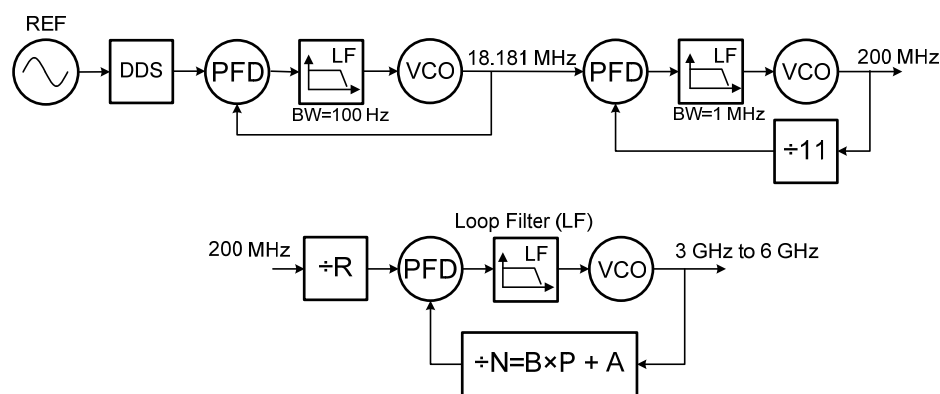 REF
DDS
PFD
LF
BW=100 Hz
VCO
18.181 MHz
PFD
LF
BW=1 MHz
VCO
200 MHz
÷11
Loop Filter (LF)
200 MHz
÷R
PFD
LF
VCO
3 GHz to 6 GHz
÷N=B×P + A